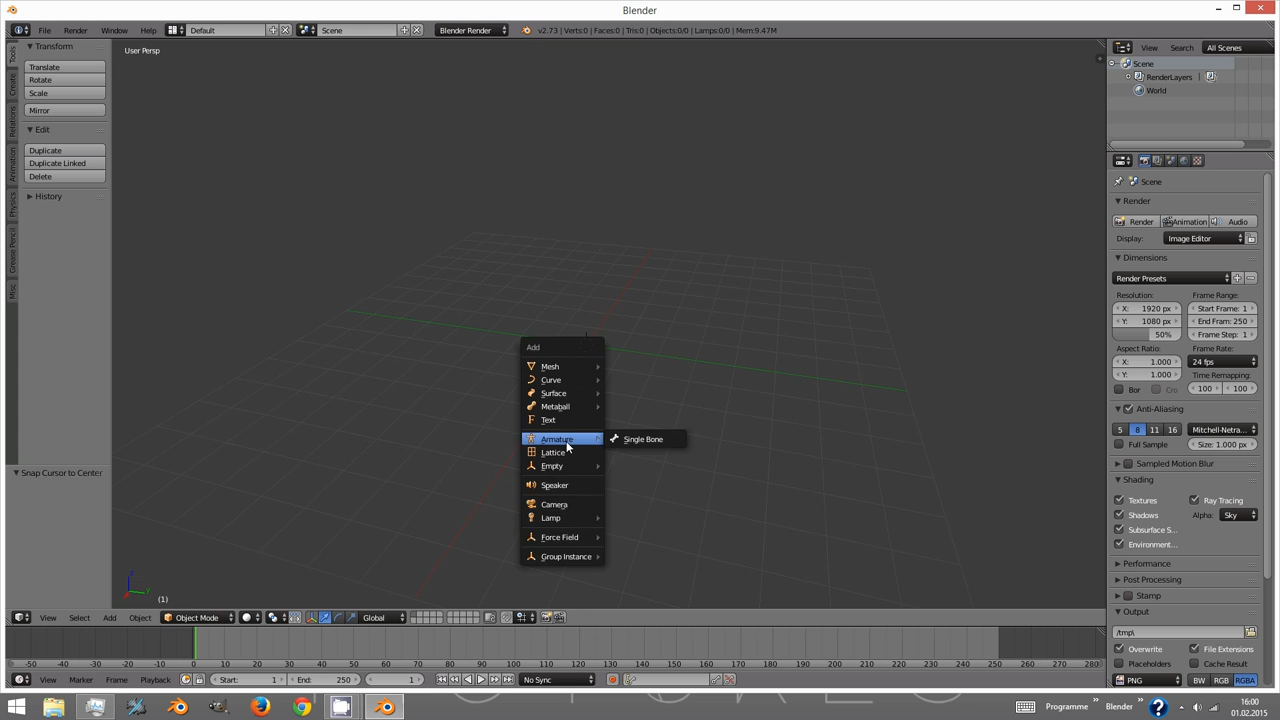 Blender
File
Render
Window
Help
Default
Scene
Blender Render
v2.73 | Verts:0 | Faces:0 | Tris:0 | Objects:0/0 | Lamps:0/0 | Mem:9.47M
View
Search
All Scenes
Scene
RenderLayers
World
Tools
Create
Relations
Animation
Physics
Grease Pencil
Misc
Transform
Translate
Rotate
Scale
Mirror
Edit
Duplicate
Duplicate Linked
Delete
History
Snap Cursor to Center
User Persp
Add
Mesh
Curve
Surface
Metaball
Text
Armature
Single Bone
Lattice
Empty
Speaker
Camera
Lamp
Force Field
Group Instance
z
y
(1)
Scene
Render
Render
Animation
Audio
Display:
Image Editor
Dimensions
Render Presets
Resolution:
Frame Range:
X: 1920 px
Start Frame: 1
Y: 1080 px
End Fram: 250
50%
Frame Step: 1
Aspect Ratio:
Frame Rate:
X: 1.000
24 fps
Y: 1.000
Time Remapping:
Bor
Cro
100
100
Anti-Aliasing
5
8
11
16
Mitchell-Netra...
Full Sample
Size: 1.000 px
Sampled Motion Blur
Shading
Textures
Ray Tracing
Shadows
Alpha:
Sky
Subsurface S...
Environment...
Performance
Post Processing
Stamp
Output
/tmp\
Overwrite
File Extensions
Placeholders
Cache Result
PNG
BW
RGB
RGBA
View
Select
Add
Object
Object Mode
Global
-50 -40 -30 -20 -10 0 10 20 30 40 50 60 70 80 90 100 110 120 130 140 150 160 170 180 190 200 210 220 230 240 250 260 270 280
View
Marker
Frame
Playback
Start: 1
End: 250
1
No Sync
Programme
Blender
16:00
01.02.2015